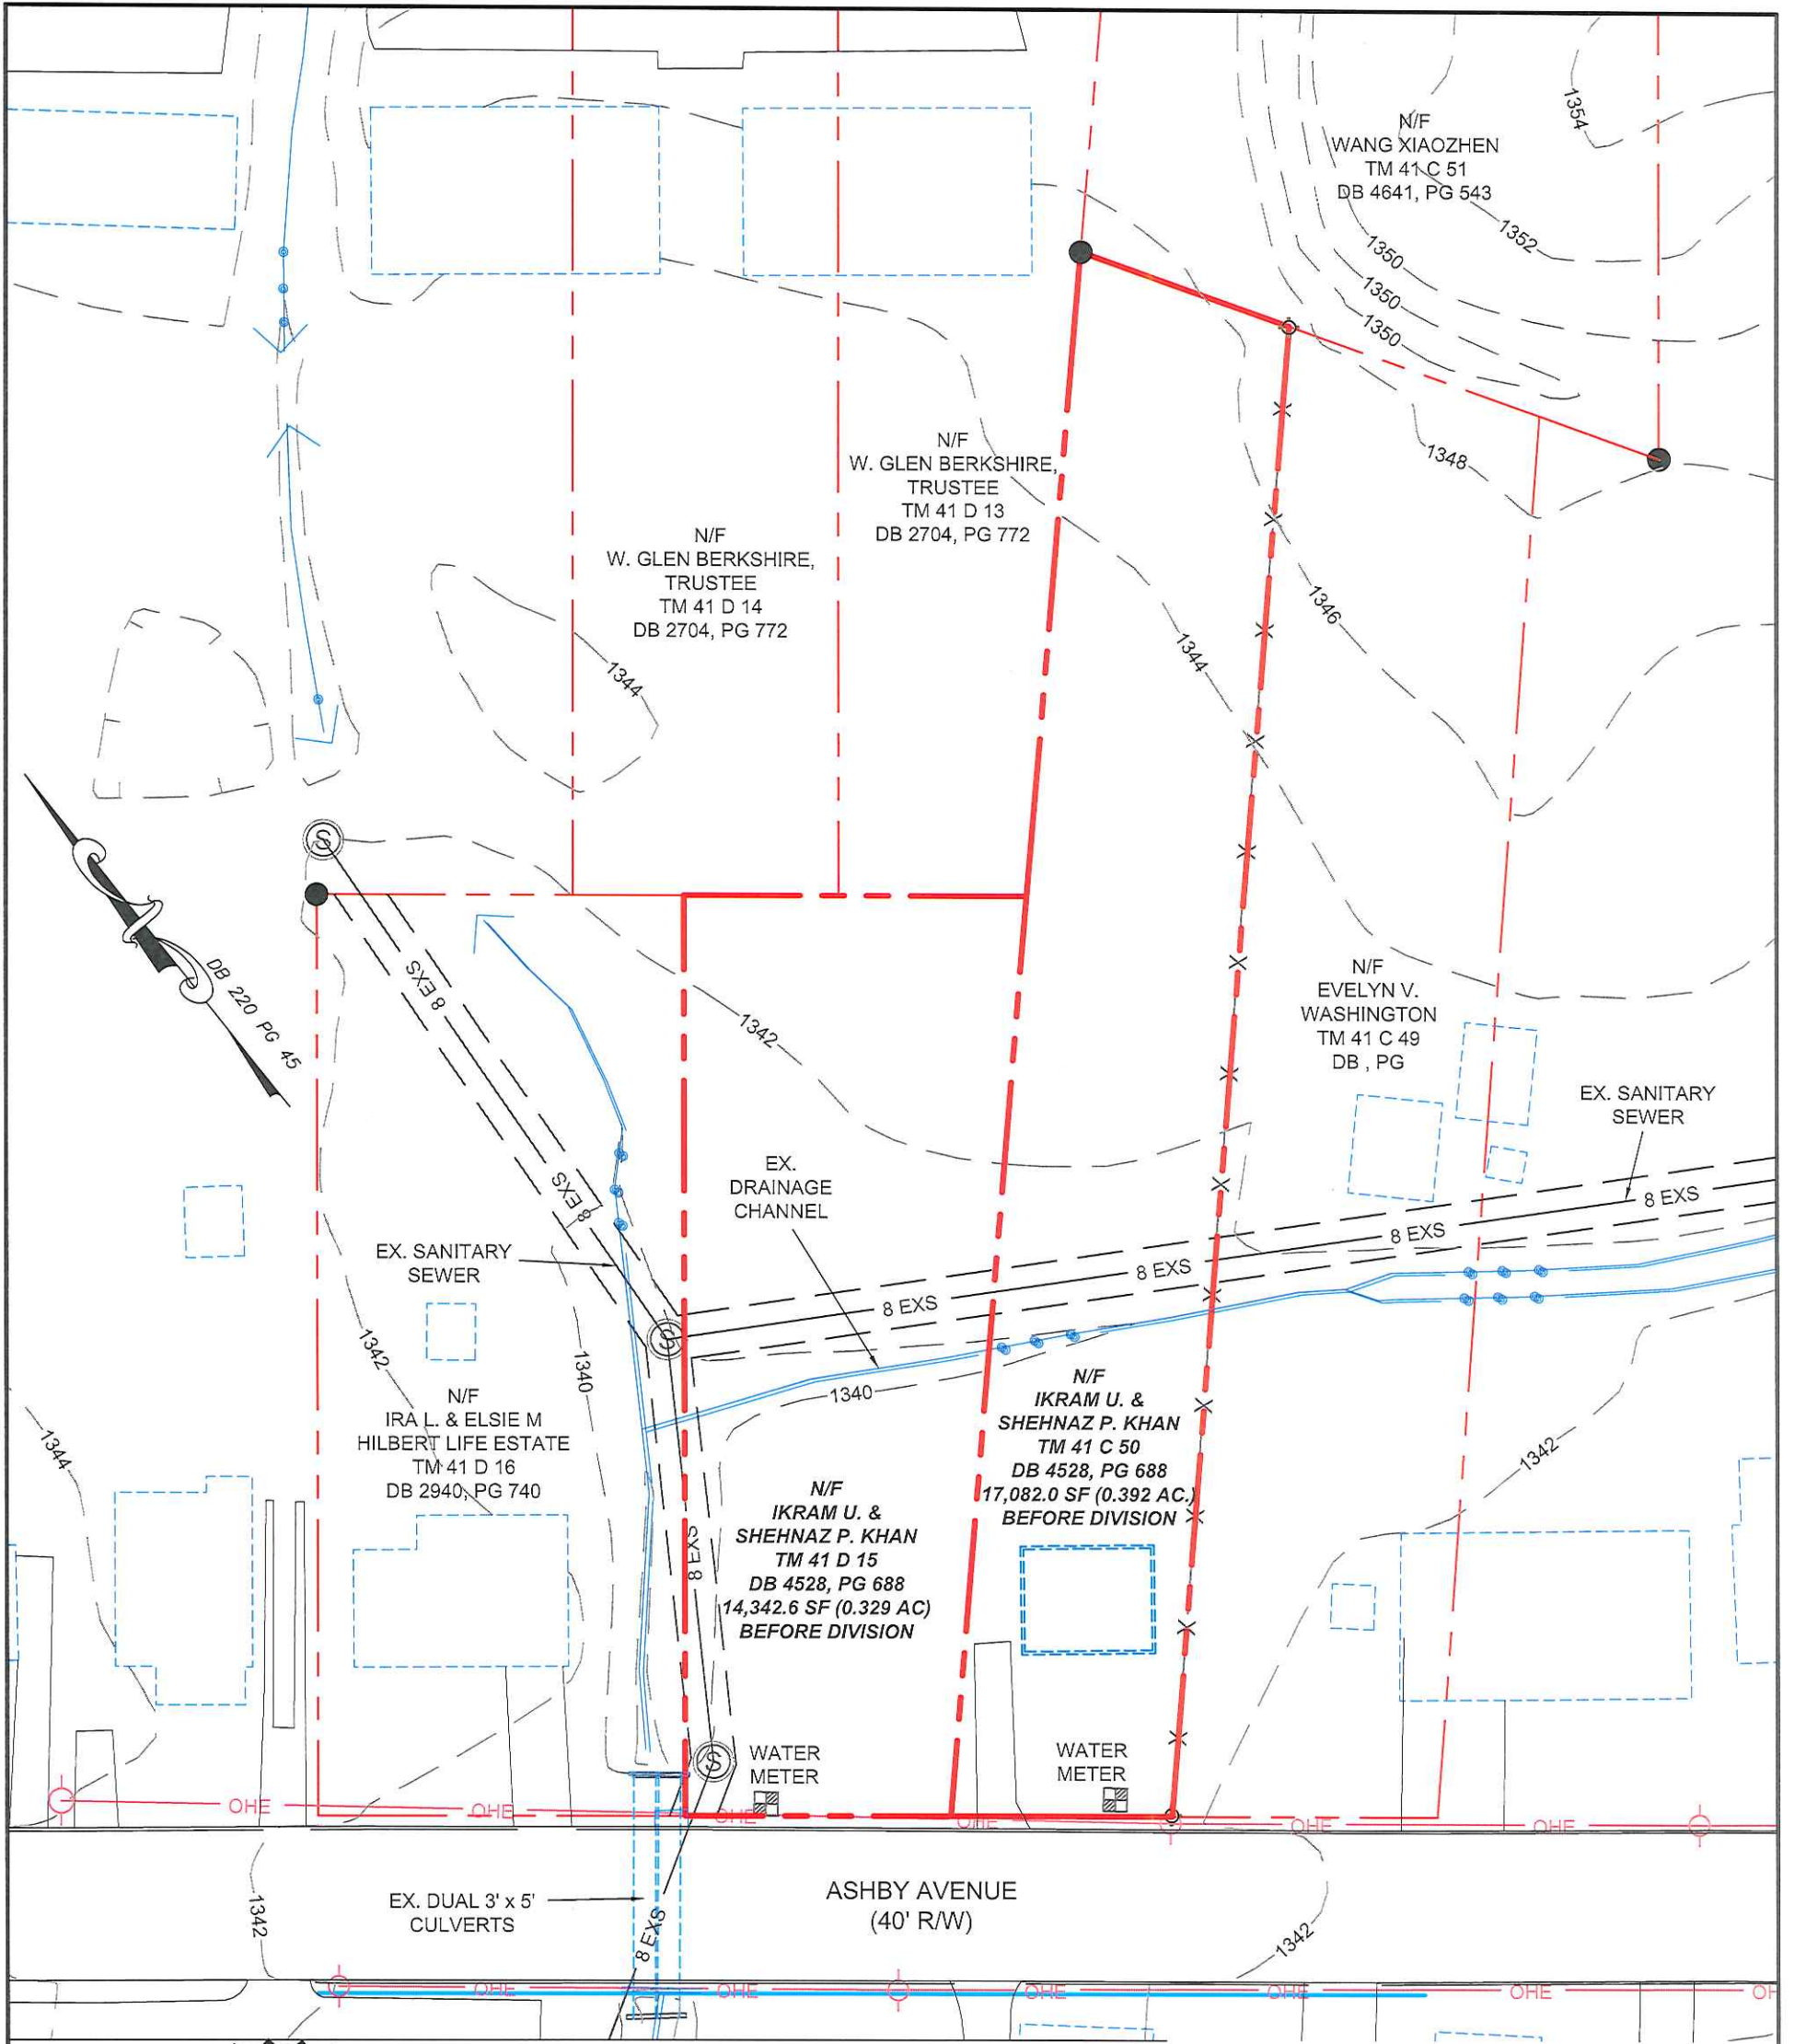 N/F
WANG XIAOZHEN
TM 41 C 51
DB 4641, PG 543
1354
1352
1350
1350
1350
1348
N/F
W. GLEN BERKSHIRE,
TRUSTEE
TM 41 D 13
DB 2704, PG 772
N/F
W. GLEN BERKSHIRE,
TRUSTEE
TM 41 D 14
DB 2704, PG 772
1346
1344
1344
S
DB 220 PG 45
8 EXS
1342
N/F
EVELYN V.
WASHINGTON
TM 41 C 49
DB , PG
EX. SANITARY
SEWER
EX.
DRAINAGE
CHANNEL
8 EXS
8 EXS
8 EXS
8 EXS
8 EXS
EX. SANITARY
SEWER
S
1342
1340
1340
N/F
IRA L. & ELSIE M
HILBERT LIFE ESTATE
TM 41 D 16
DB 2940, PG 740
1344
N/F
IKRAM U. &
SHEHNAZ P. KHAN
TM 41 C 50
DB 4528, PG 688
17,082.0 SF (0.392 AC.)
BEFORE DIVISION
1342
N/F
IKRAM U. &
SHEHNAZ P. KHAN
TM 41 D 15
DB 4528, PG 688
14,342.6 SF (0.329 AC)
BEFORE DIVISION
8 EXS
S
WATER
METER
WATER
METER
OHE
OHE
OHE
OHE
OHE
OHE
1342
EX. DUAL 3' x 5'
CULVERTS
8 EXS
ASHBY AVENUE
(40' R/W)
1342
OHE
OHE
OHE
OHE
OHE
OH